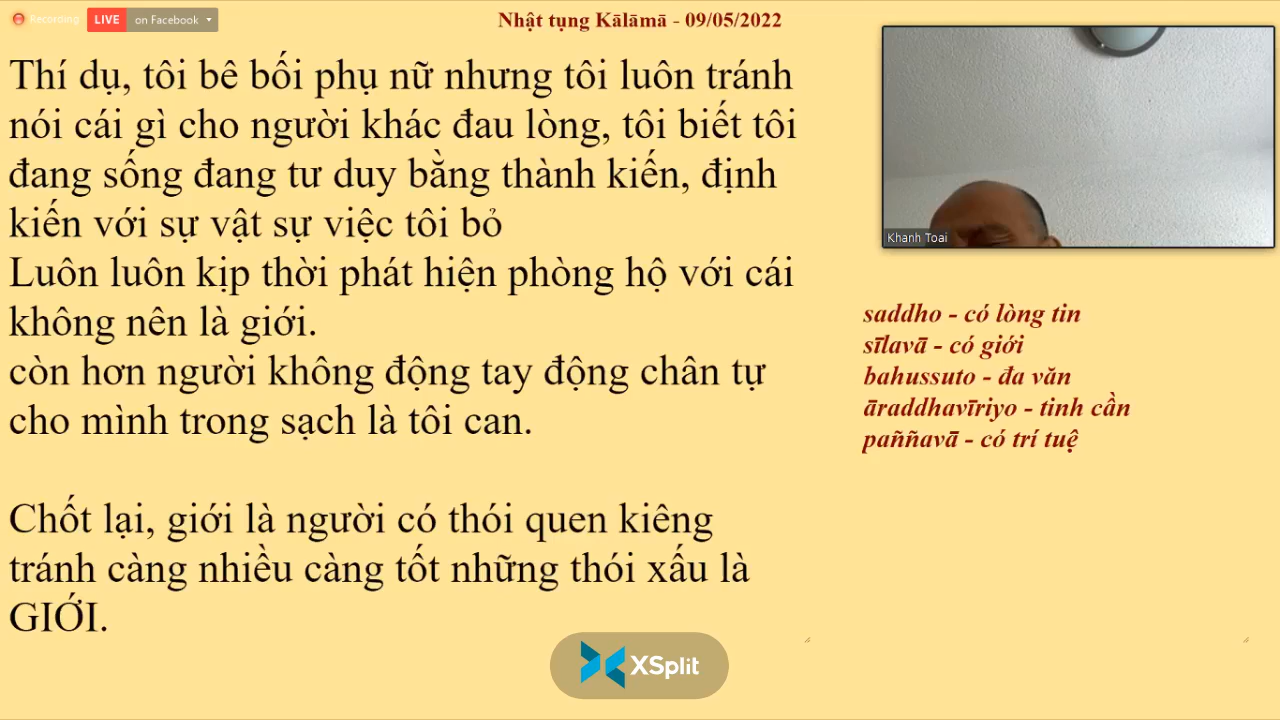 Recording
LIVE on Facebook
Nhật tụng Kālāmā - 09/05/2022
Thí dụ, tôi bê bối phụ nữ nhưng tôi luôn tránh
nói cái gì cho người khác đau lòng, tôi biết tôi
đang sống đang tư duy bằng thành kiến, định
kiến với sự vật sự việc tôi bỏ
Luôn luôn kịp thời phát hiện phòng hộ với cái
không nên là giới.
còn hơn người không động tay động chân tự
cho mình trong sạch là tôi can.
Chốt lại, giới là người có thói quen kiêng
tránh càng nhiều càng tốt những thói xấu là
GIỚI.
Khanh Toai
saddho - có lòng tin
sīlavā - có giới
bahussuto - đa văn
āraddhavīriyo - tinh cần
paññavā - có trí tuệ
XSplit